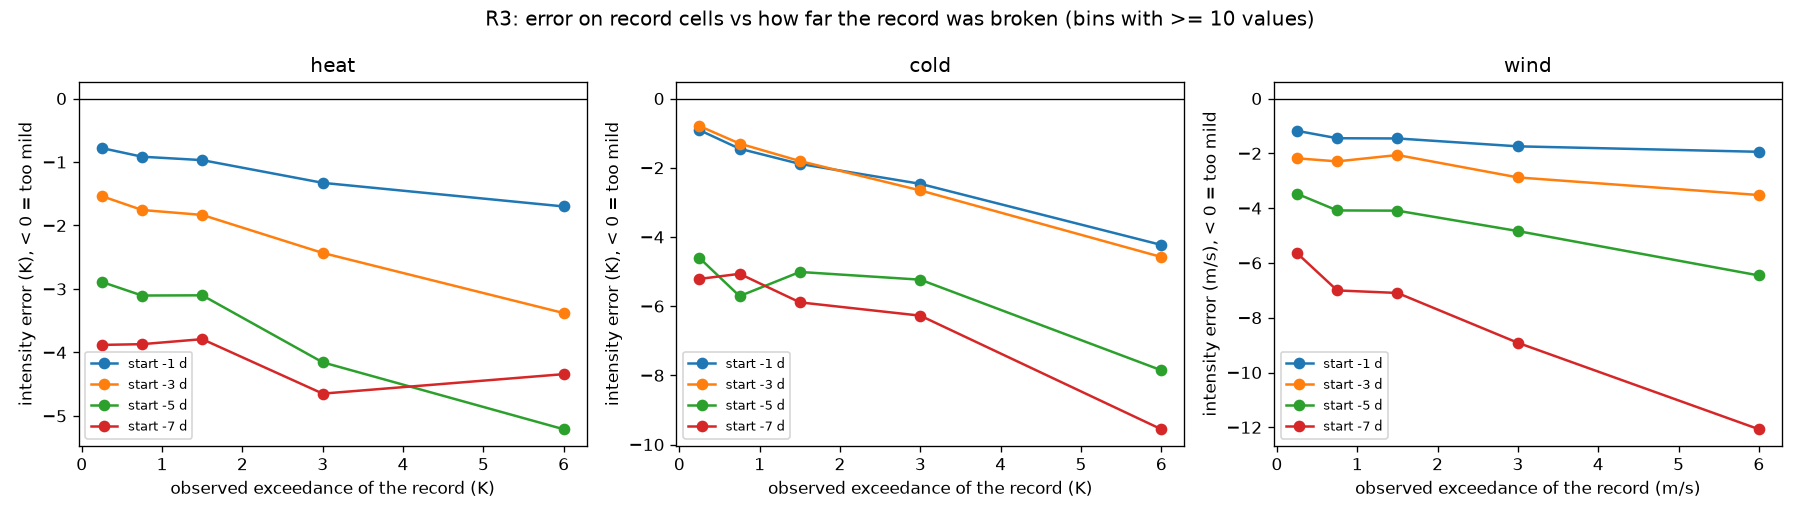 R3: error on record cells vs how far the record was broken (bins with >= 10 values)
heat
intensity error (K), < 0 = too mild
0
−1
−2
−3
−4
−5
start -1 d
start -3 d
start -5 d
start -7 d
0 1 2 3 4 5 6
observed exceedance of the record (K)
cold
intensity error (K), < 0 = too mild
0
−2
−4
−6
−8
−10
start -1 d
start -3 d
start -5 d
start -7 d
0 1 2 3 4 5 6
observed exceedance of the record (K)
wind
intensity error (m/s), < 0 = too mild
0
−2
−4
−6
−8
−10
−12
start -1 d
start -3 d
start -5 d
start -7 d
0 1 2 3 4 5 6
observed exceedance of the record (m/s)